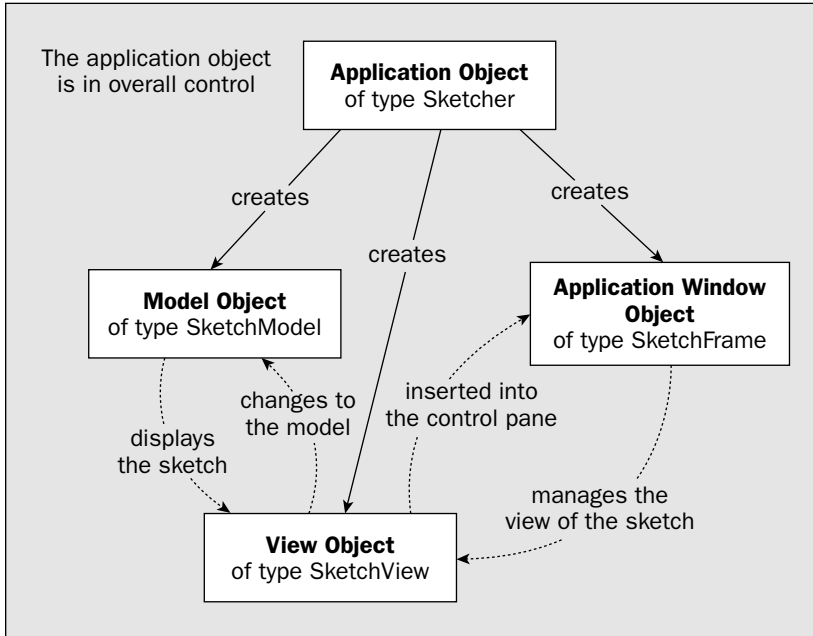 The application object
is in overall control
Application Object
of type Sketcher
creates
creates
creates
Model Object
of type SketchModel
Application Window
Object
of type SketchFrame
changes to
the model
inserted into
the control pane
displays
the sketch
manages the
view of the sketch
View Object
of type SketchView